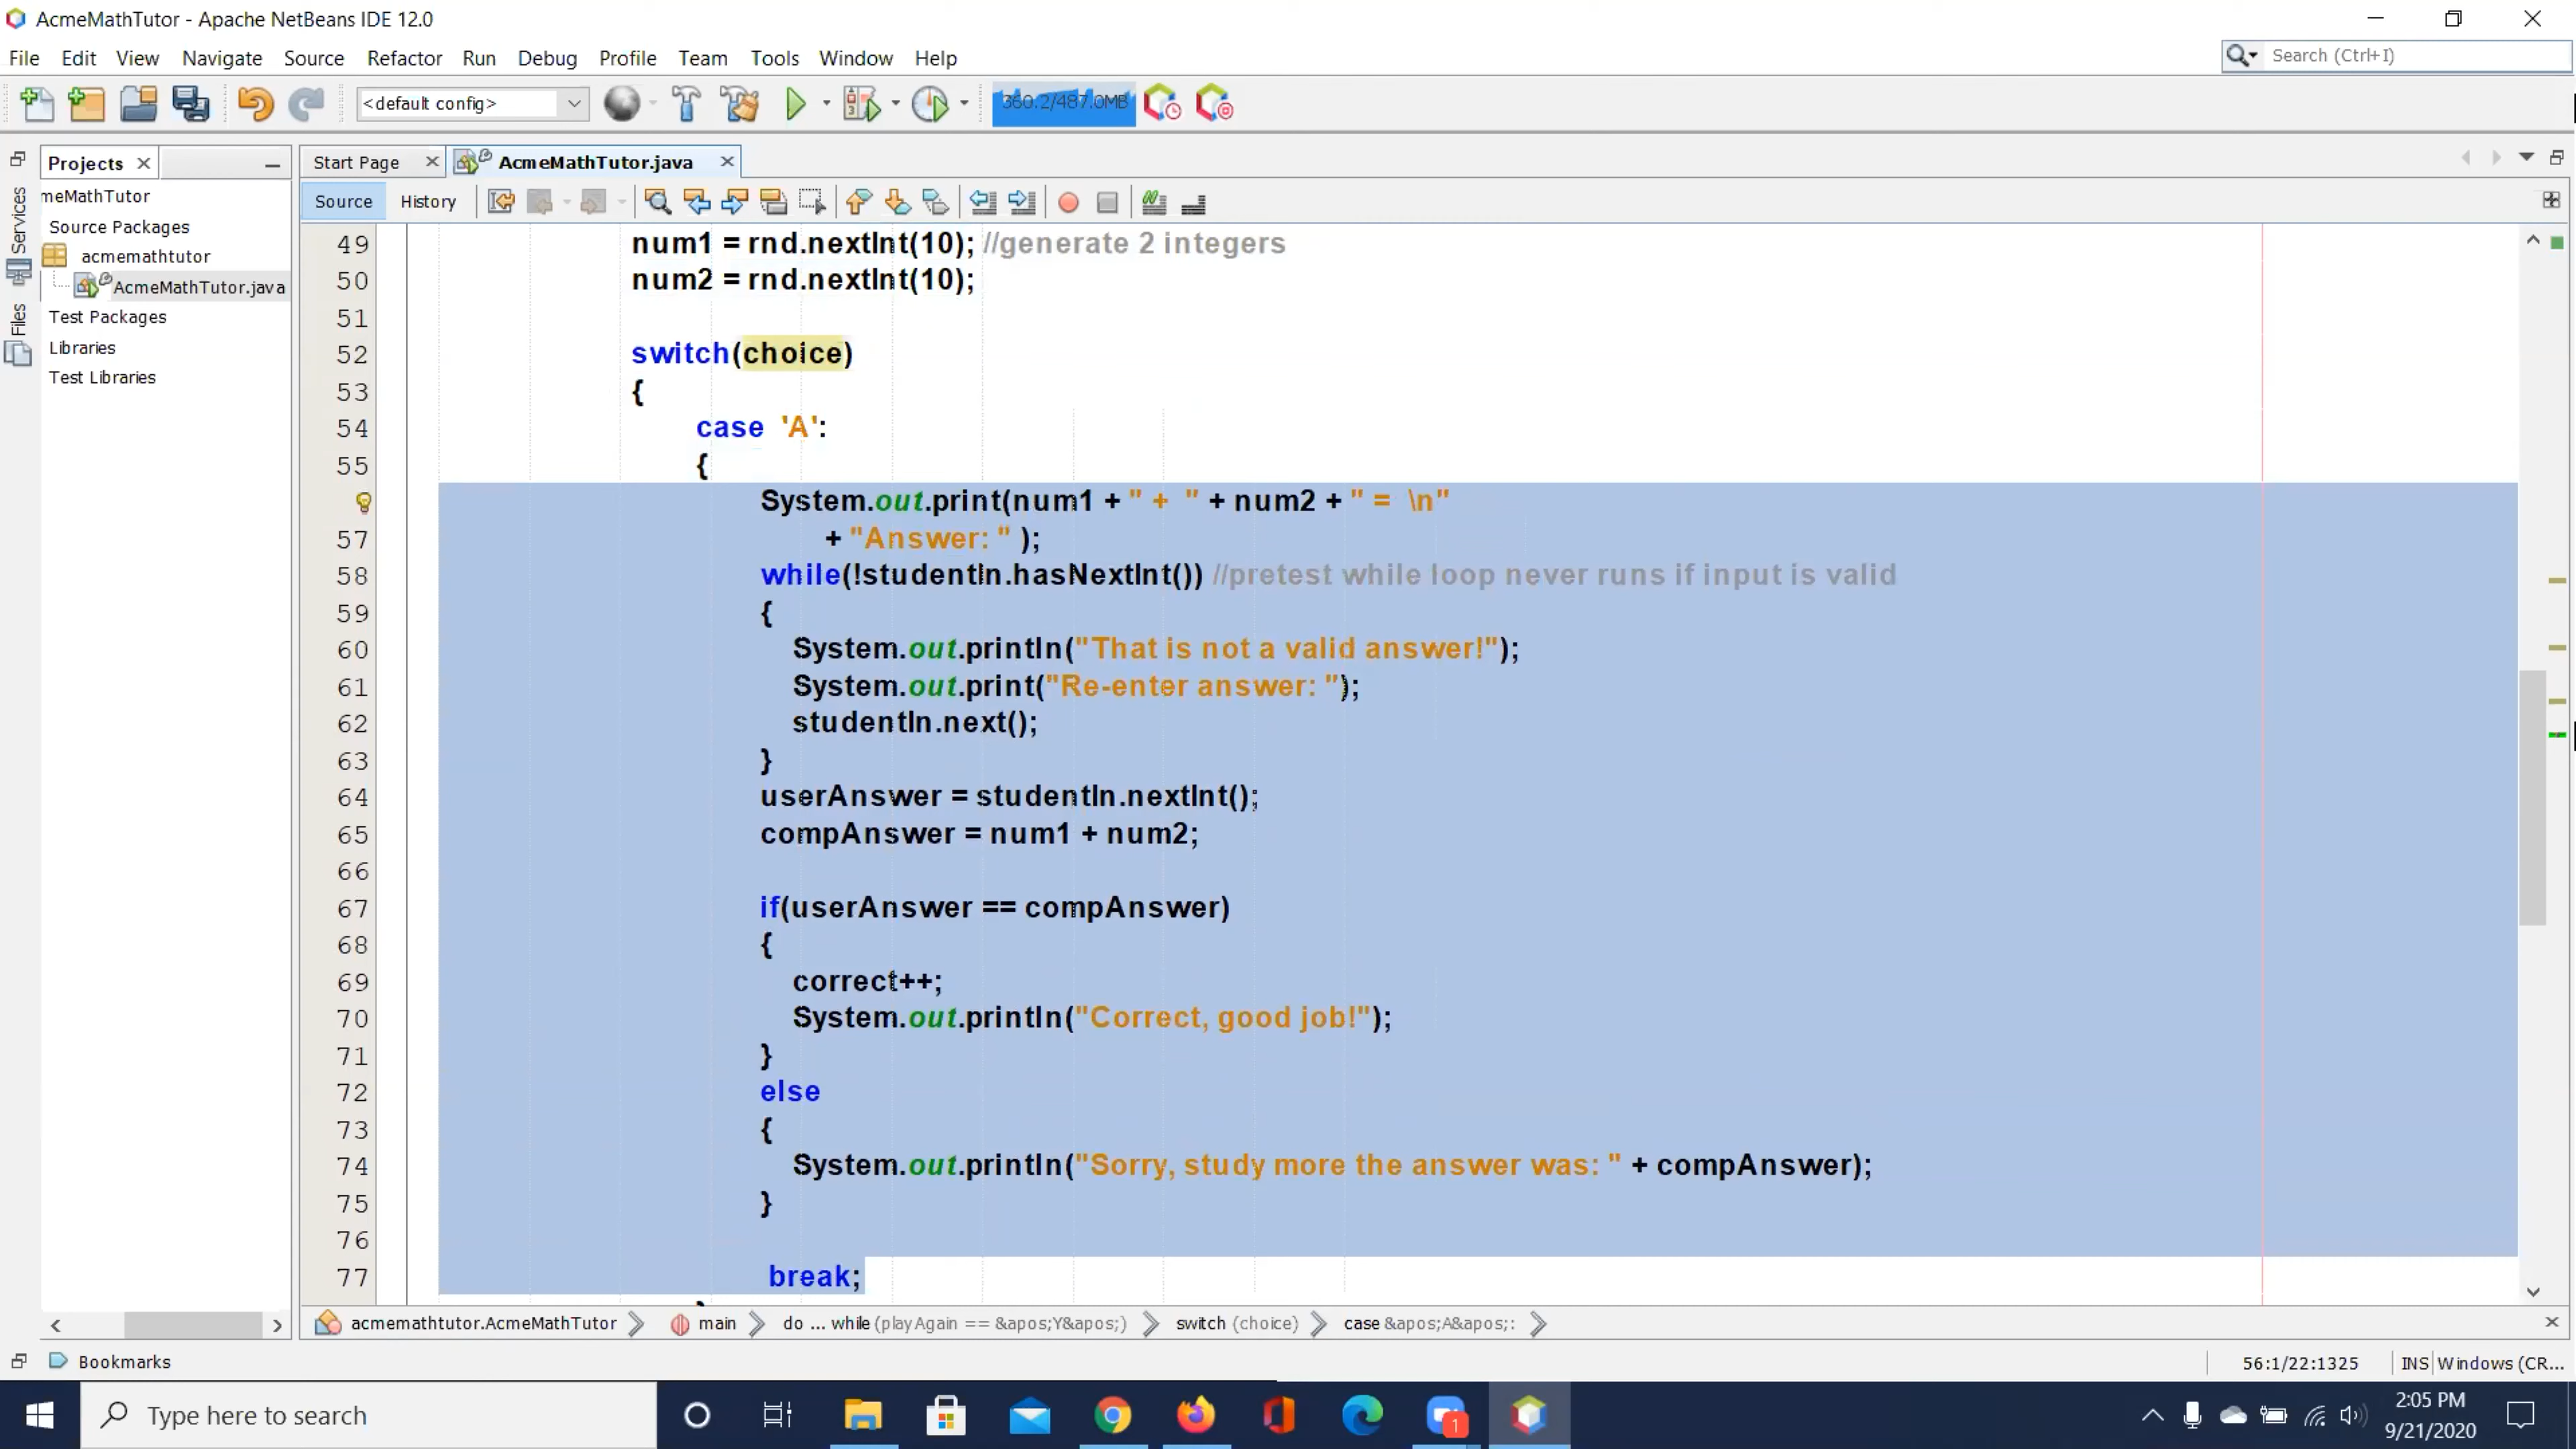 AcmeMathTutor - Apache NetBeans IDE 12.0
File Edit View Navigate Source Refactor Run Debug Profile Team Tools Window Help
Search (Ctrl+I)
<default config>
360.2/487.0MB
Projects
Start Page
AcmeMathTutor.java
Services
Files
meMathTutor
Source Packages
acmemathtutor
AcmeMathTutor.java
Test Packages
Libraries
Test Libraries
Source History
49 num1 = rnd.nextInt(10); //generate 2 integers
50 num2 = rnd.nextInt(10);
51
52 switch(choice)
53 {
54 case 'A':
55 {
System.out.print(num1 + " + " + num2 + " = \n"
57 + "Answer: " );
58 while(!studentIn.hasNextInt()) //pretest while loop never runs if input is valid
59 {
60 System.out.println("That is not a valid answer!");
61 System.out.print("Re-enter answer: ");
62 studentIn.next();
63 }
64 userAnswer = studentIn.nextInt();
65 compAnswer = num1 + num2;
66
67 if(userAnswer == compAnswer)
68 {
69 correct++;
70 System.out.println("Correct, good job!");
71 }
72 else
73 {
74 System.out.println("Sorry, study more the answer was: " + compAnswer);
75 }
76
77 break;
acmemathtutor.AcmeMathTutor main do ... while (playAgain == &apos;Y&apos;) switch (choice) case &apos;A&apos;:
Bookmarks
56:1/22:1325 INS Windows (CR...
Type here to search
1
2:05 PM
9/21/2020